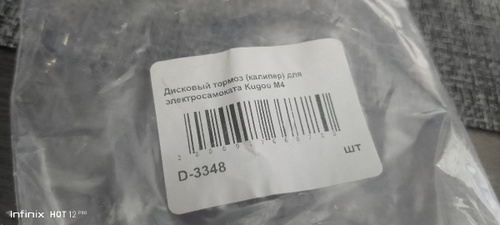 Дисковый тормоз (калипер) для
электросамоката Kugoo M4
D-3348
шт
Infinix HOT 12 PRO